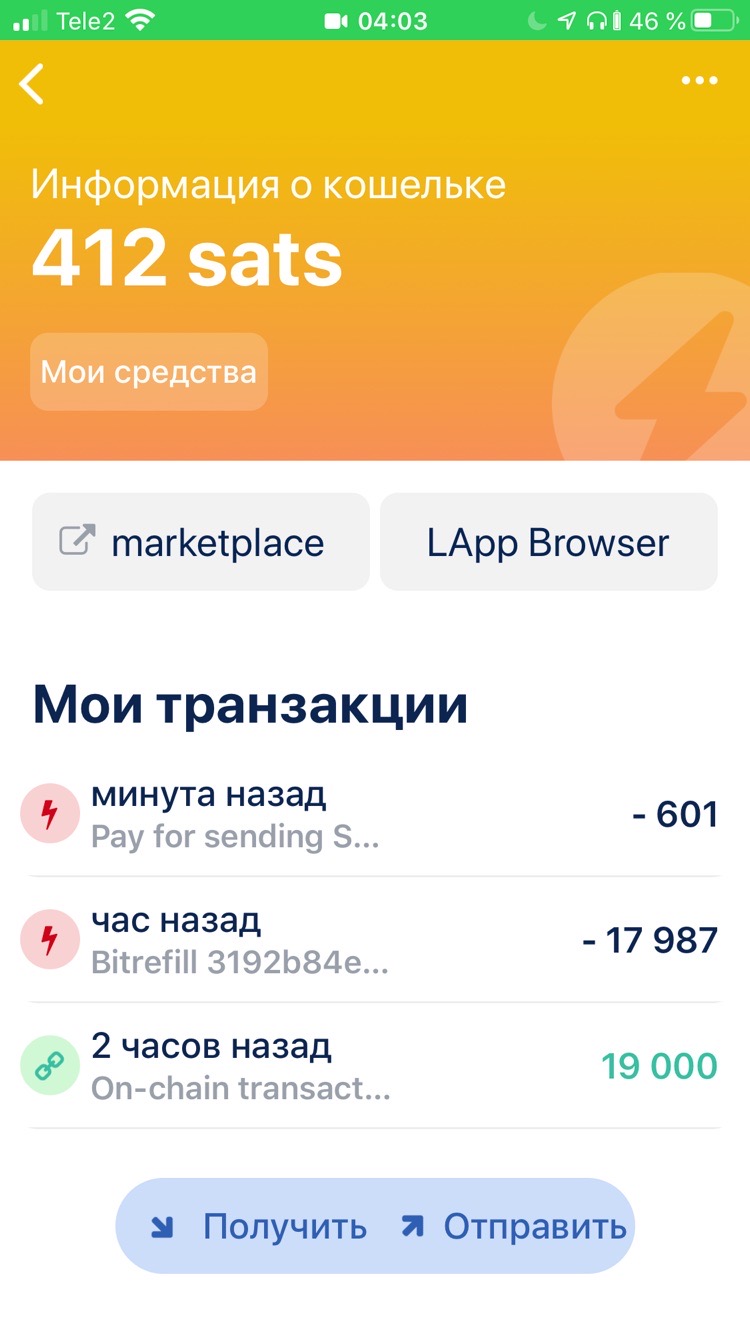 Tele2 04:03 46 %
Информация о кошельке
412 sats
Мои средства
marketplace LApp Browser
Мои транзакции
минута назад
Pay for sending S... - 601
час назад
Bitrefill 3192b84e... - 17 987
2 часов назад
On-chain transact... 19 000
Получить Отправить